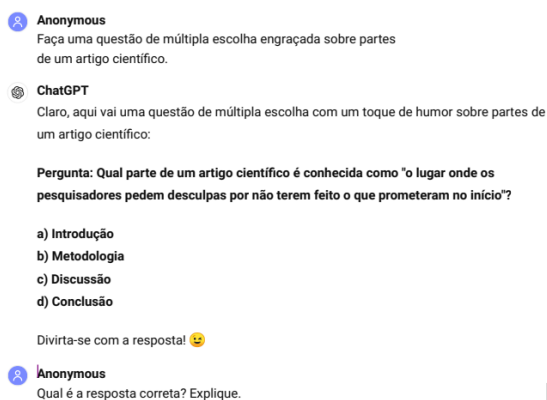 Anonymous
Faça uma questão de múltipla escolha engraçada sobre partes
de um artigo científico.
ChatGPT
Claro, aqui vai uma questão de múltipla escolha com um toque de humor sobre partes de
um artigo científico:
Pergunta: Qual parte de um artigo científico é conhecida como "o lugar onde os
pesquisadores pedem desculpas por não terem feito o que prometeram no início"?
a) Introdução
b) Metodologia
c) Discussão
d) Conclusão
Divirta-se com a resposta! 😉
Anonymous
Qual é a resposta correta? Explique.